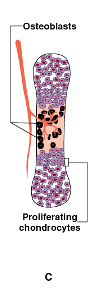 Osteoblasts
Proliferating
chondrocytes
C